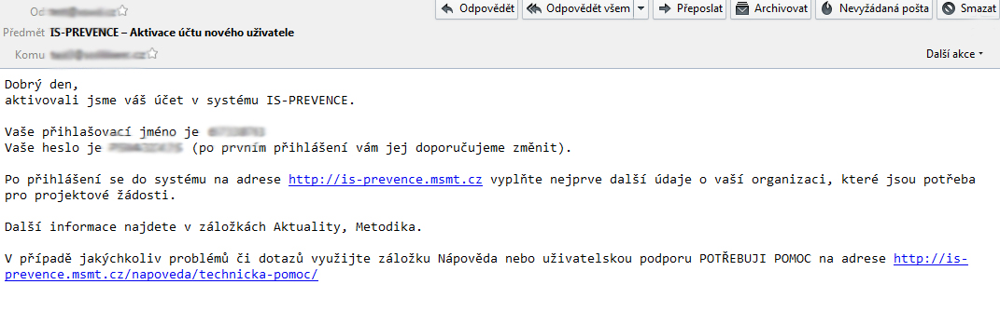 Od
Odpovědět
Odpovědět všem
Přeposlat
Archivovat
Nevyžádaná pošta
Smazat
Předmět IS-PREVENCE – Aktivace účtu nového uživatele
Komu
Další akce
Dobrý den,
aktivovali jsme váš účet v systému IS-PREVENCE.
Vaše přihlašovací jméno je
Vaše heslo je (po prvním přihlášení vám jej doporučujeme změnit).
Po přihlášení se do systému na adrese http://is-prevence.msmt.cz vyplňte nejprve další údaje o vaší organizaci, které jsou potřeba
pro projektové žádosti.
Další informace najdete v záložkách Aktuality, Metodika.
V případě jakýchkoliv problémů či dotazů využijte záložku Nápověda nebo uživatelskou podporu POTŘEBUJI POMOC na adrese http://is-
prevence.msmt.cz/napoveda/technicka-pomoc/